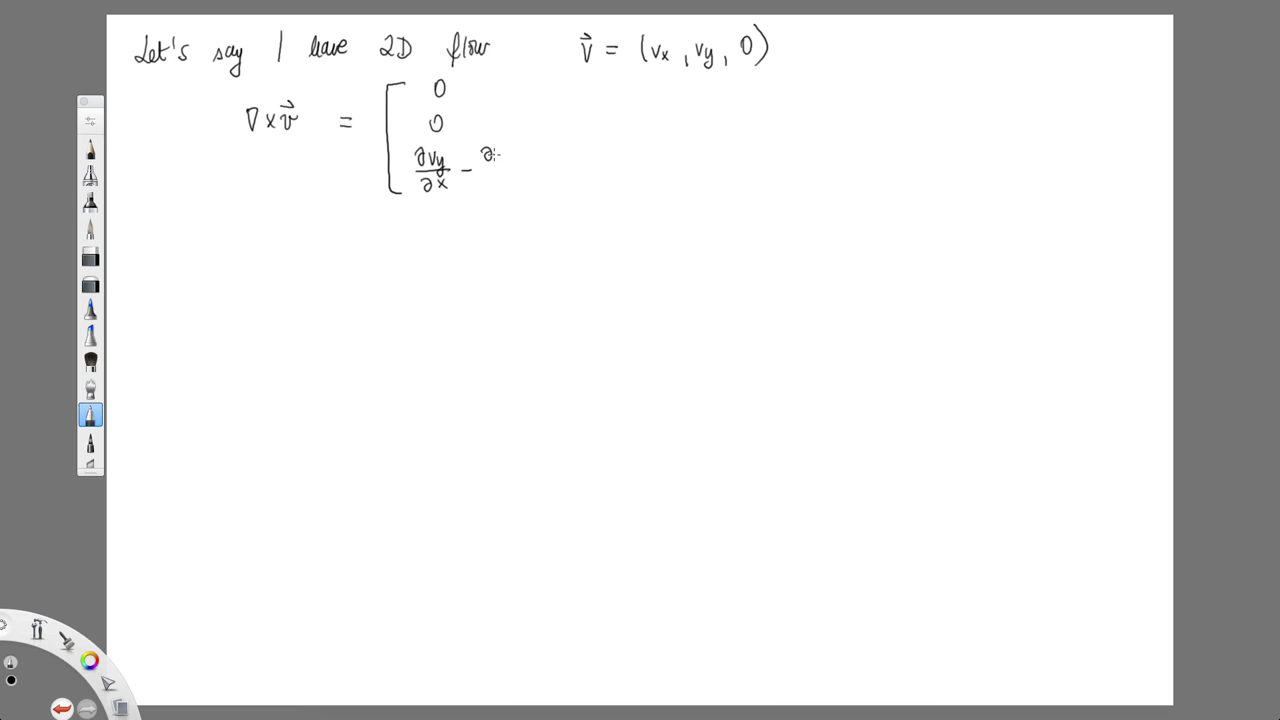 Let's say I have 2D flow v⃗ = (vx, vy, 0)
∇×v⃗ = [ 0
0
∂vy/∂x − ∂